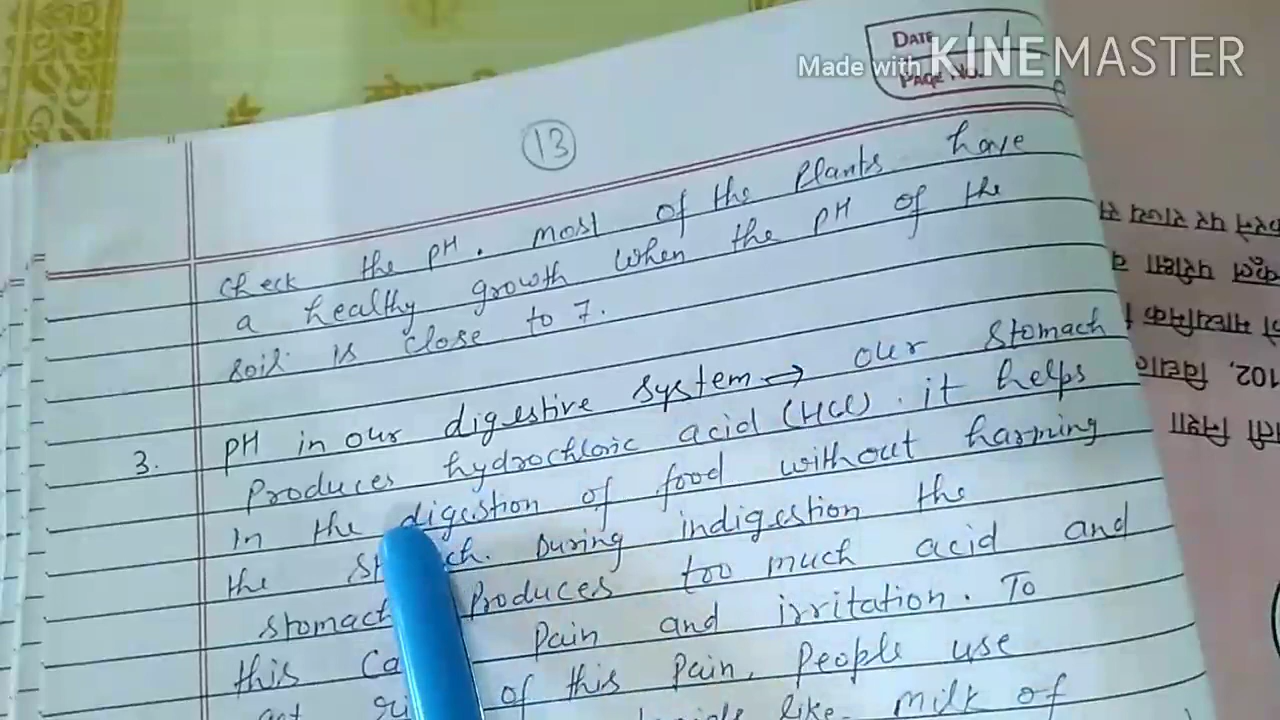 DATE / /
Made with KINEMASTER
PAGE No.
13
check the pH. most of the plants have
a healthy growth when the pH of the
soil is close to 7.
3. pH in our digestive system → our stomach
produces hydrochloric acid (HCl). it helps
in the digestion of food without harming
the ch. During indigestion the
stomach produces too much acid and
this pain and irritation. To
of this pain, people use
like milk of